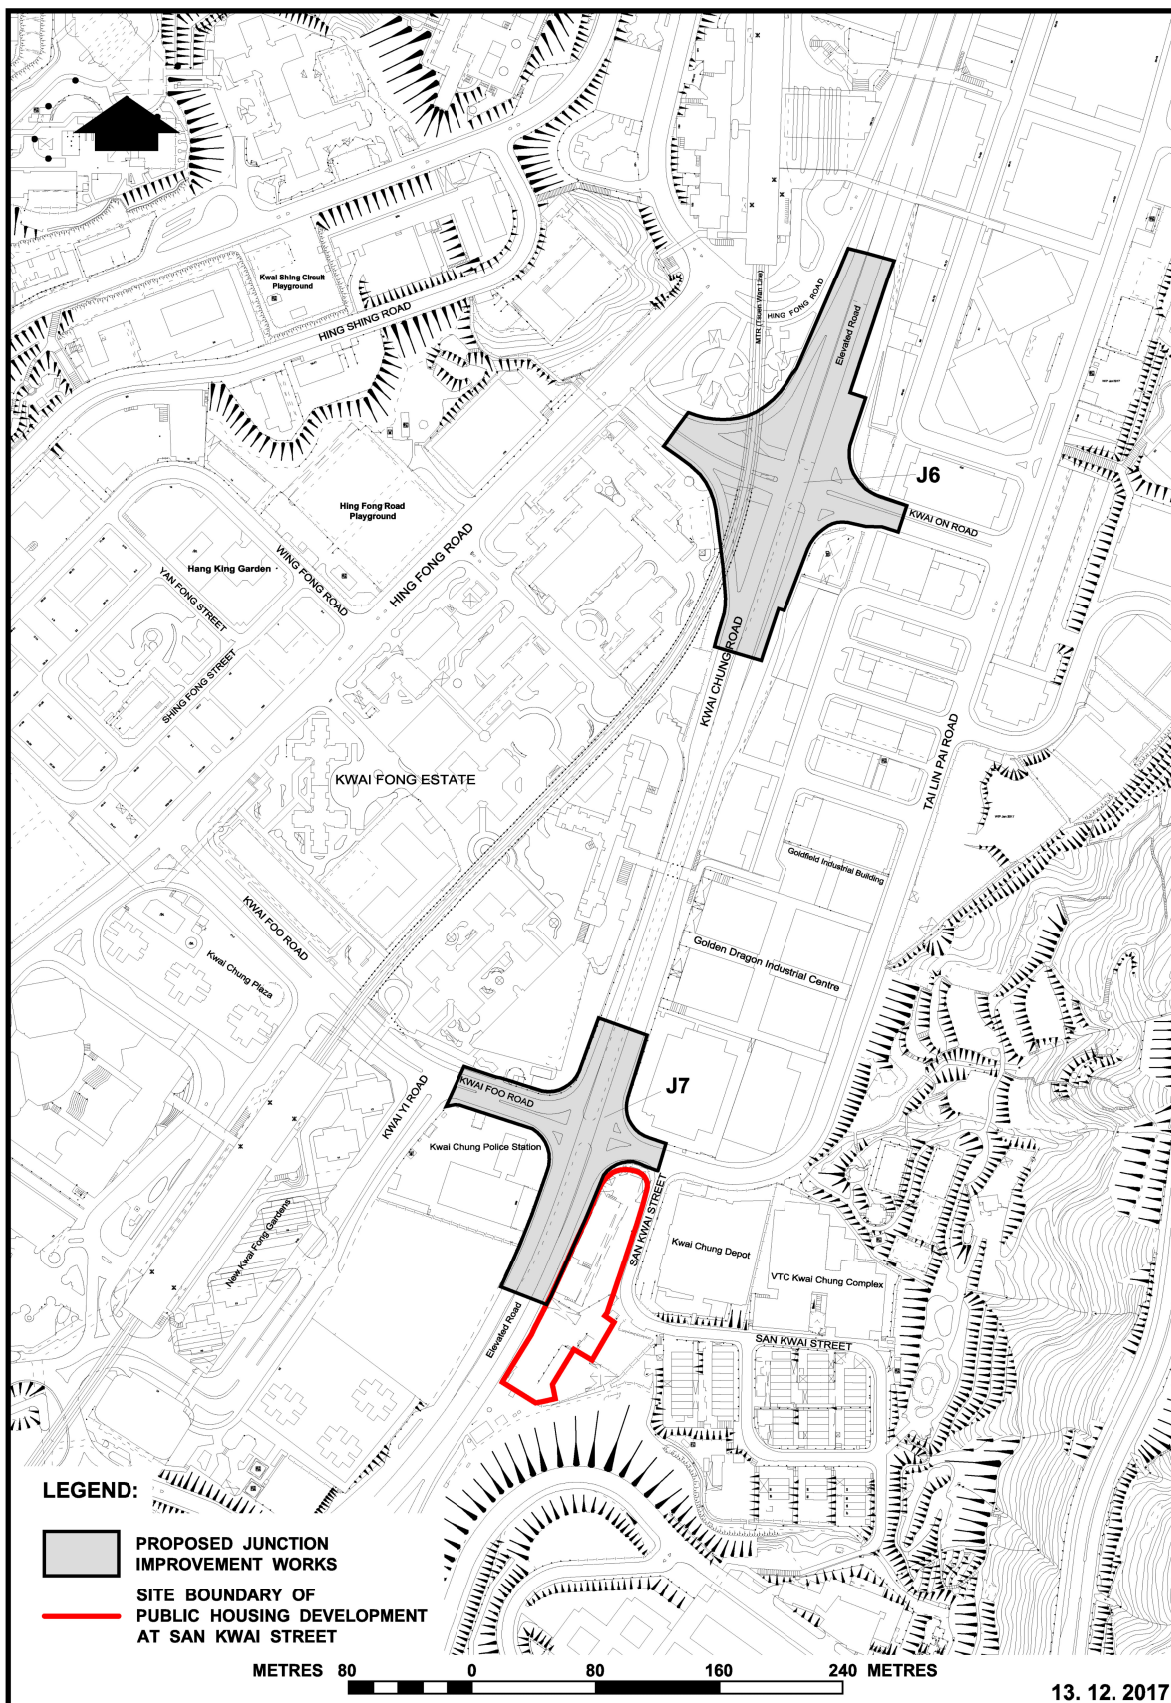 Kwai Shing Circuit
Playground
HING SHING ROAD
MTR (Tsuen Wan Line)
HING FONG ROAD
Elevated Road
J6
KWAI ON ROAD
Hing Fong Road
Playground
HING FONG ROAD
WING FONG ROAD
Hang King Garden
YAN FONG STREET
SHING FONG STREET
KWAI CHUNG ROAD
TAI LIN PAI ROAD
KWAI FONG ESTATE
Goldfield Industrial Building
KWAI FOO ROAD
Kwai Chung Plaza
Golden Dragon Industrial Centre
KWAI FOO ROAD
J7
KWAI YI ROAD
Kwai Chung Police Station
SAN KWAI STREET
New Kwai Fong Gardens
Kwai Chung Depot
VTC Kwai Chung Complex
Elevated Road
SAN KWAI STREET
LEGEND:
PROPOSED JUNCTION
IMPROVEMENT WORKS
SITE BOUNDARY OF
PUBLIC HOUSING DEVELOPMENT
AT SAN KWAI STREET
METRES 80 0 80 160 240 METRES
13. 12. 2017